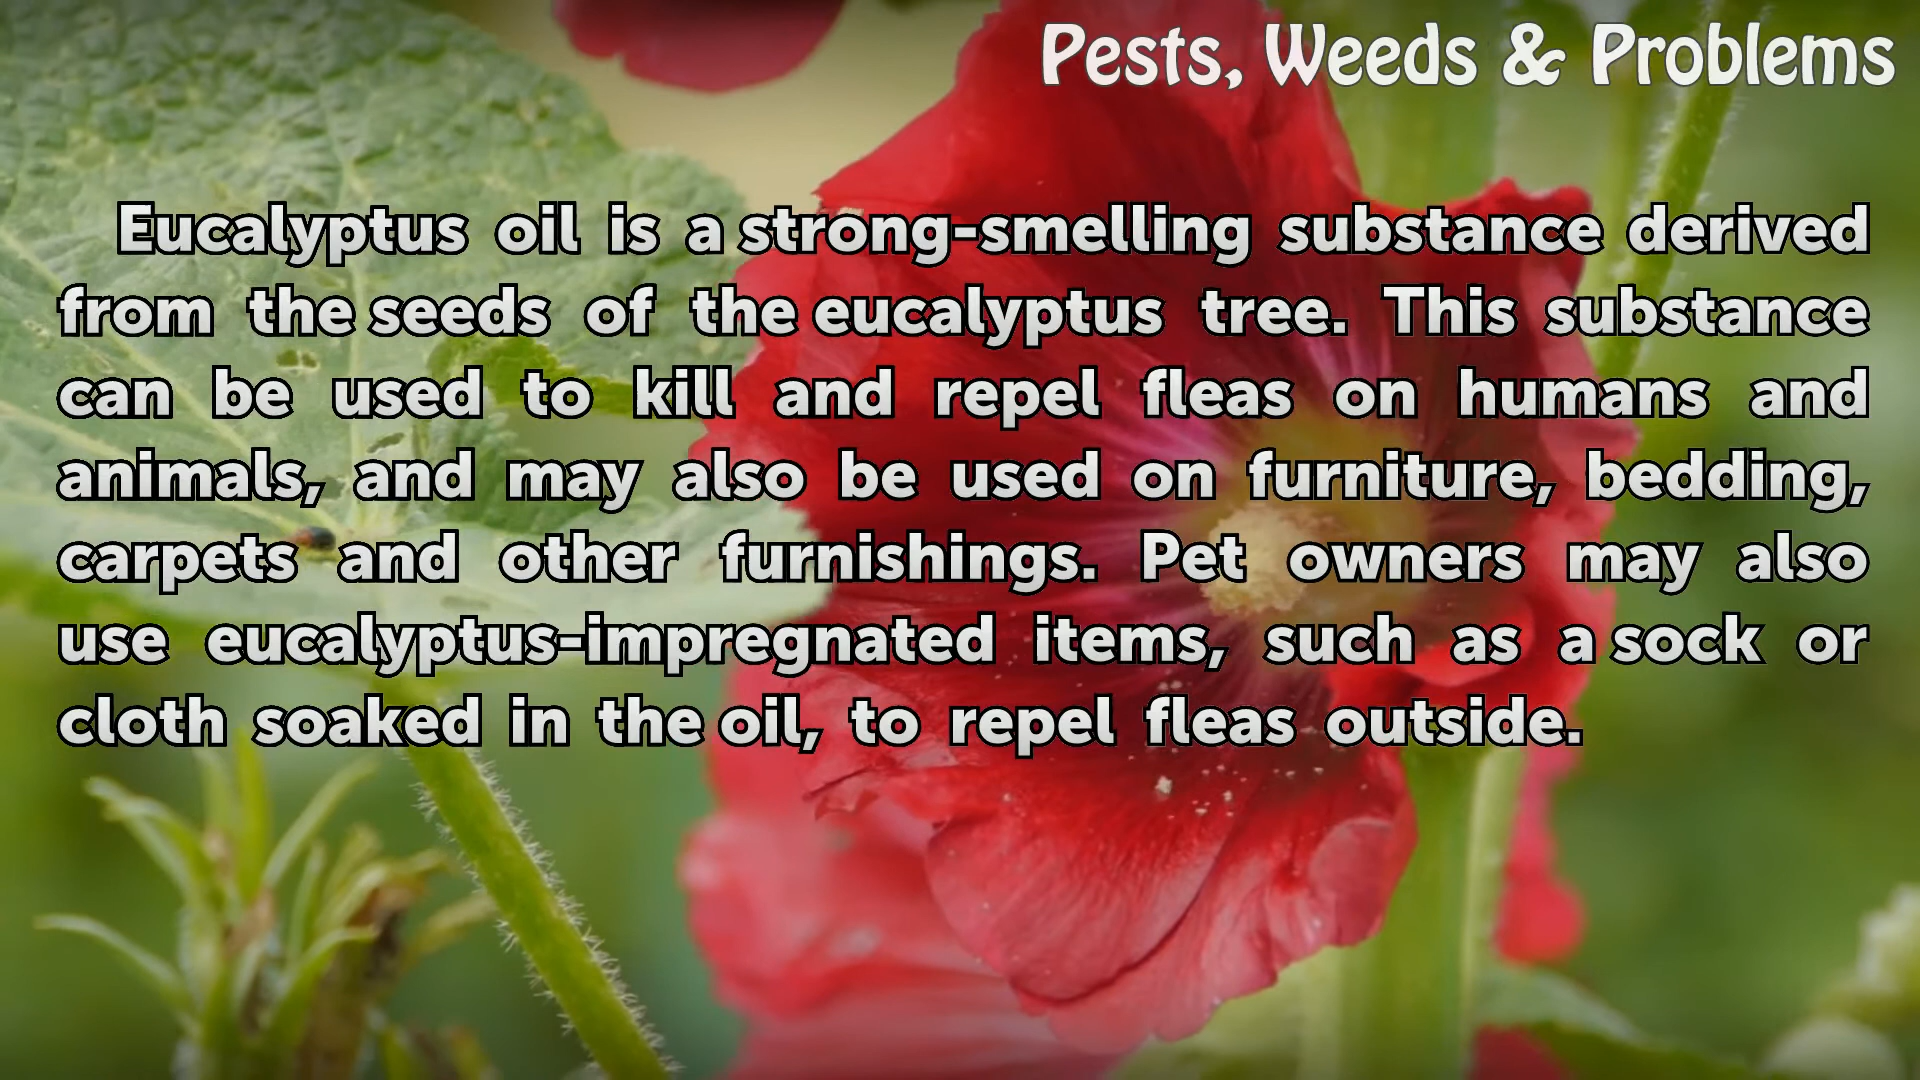 Pests, Weeds & Problems
Eucalyptus oil is a strong-smelling substance derived
from the seeds of the eucalyptus tree. This substance
can be used to kill and repel fleas on humans and
animals, and may also be used on furniture, bedding,
carpets and other furnishings. Pet owners may also
use eucalyptus-impregnated items, such as a sock or
cloth soaked in the oil, to repel fleas outside.